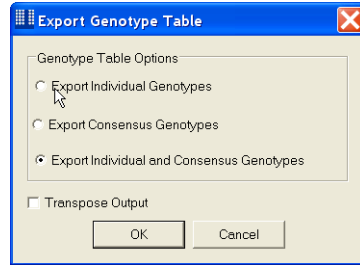 Export Genotype Table
Genotype Table Options
Export Individual Genotypes
Export Consensus Genotypes
Export Individual and Consensus Genotypes
Transpose Output
OK Cancel